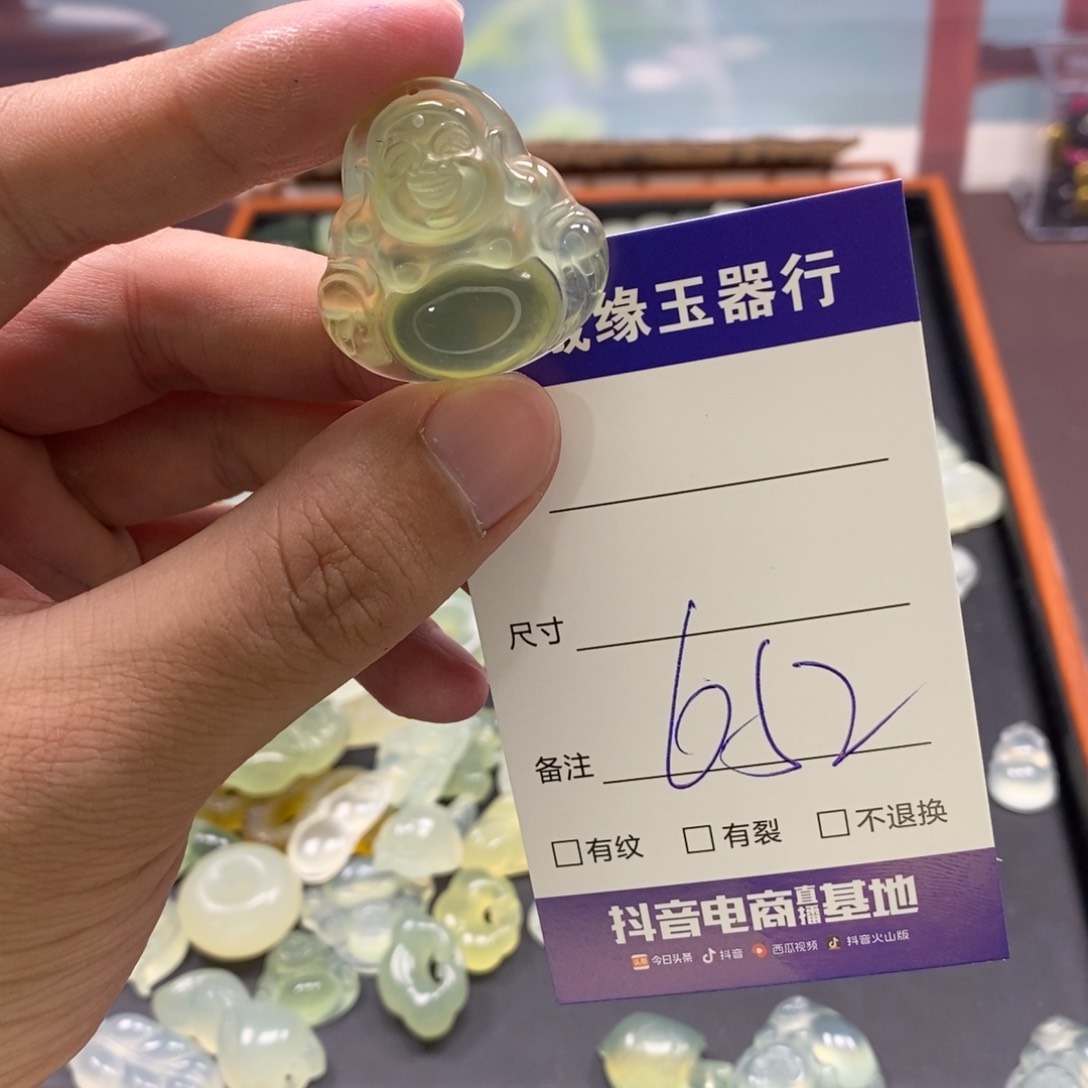 缘玉器行
尺寸
652
备注
有纹 有裂 不退换
抖音电商直播基地
今日头条 抖音 西瓜视频 抖音火山版